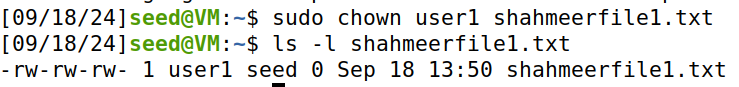 [09/18/24]seed@VM:~$ sudo chown user1 shahmeerfile1.txt
[09/18/24]seed@VM:~$ ls -l shahmeerfile1.txt
-rw-rw-rw- 1 user1 seed 0 Sep 18 13:50 shahmeerfile1.txt